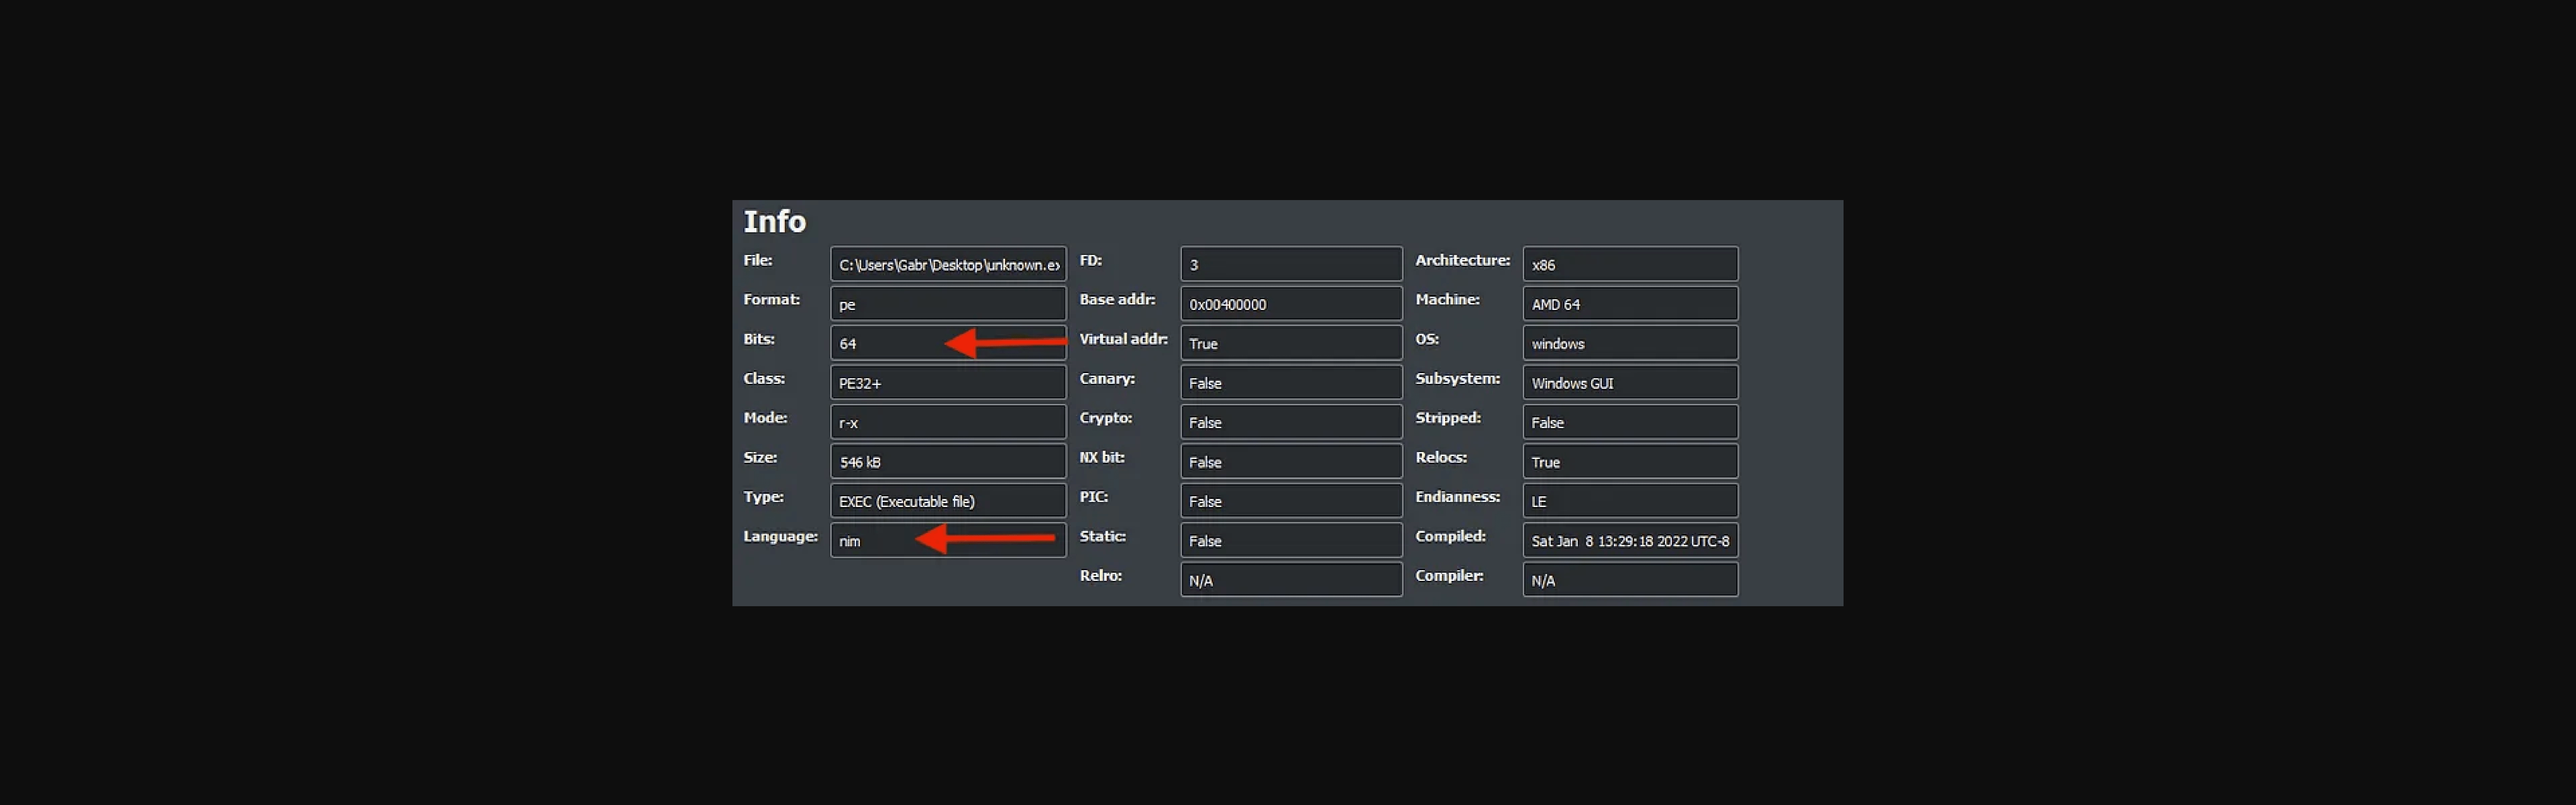 Info
File: C:\Users\Gabr\Desktop\unknown.ex FD: 3 Architecture: x86
Format: pe Base addr: 0x00400000 Machine: AMD 64
Bits: 64 Virtual addr: True OS: windows
Class: PE32+ Canary: False Subsystem: Windows GUI
Mode: r-x Crypto: False Stripped: False
Size: 546 kB NX bit: False Relocs: True
Type: EXEC (Executable file) PIC: False Endianness: LE
Language: nim Static: False Compiled: Sat Jan 8 13:29:18 2022 UTC-8
Relro: N/A Compiler: N/A